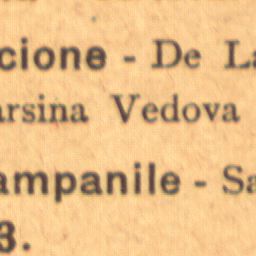 cione - De La
arsina Vedova
ampanile - Sa
3.